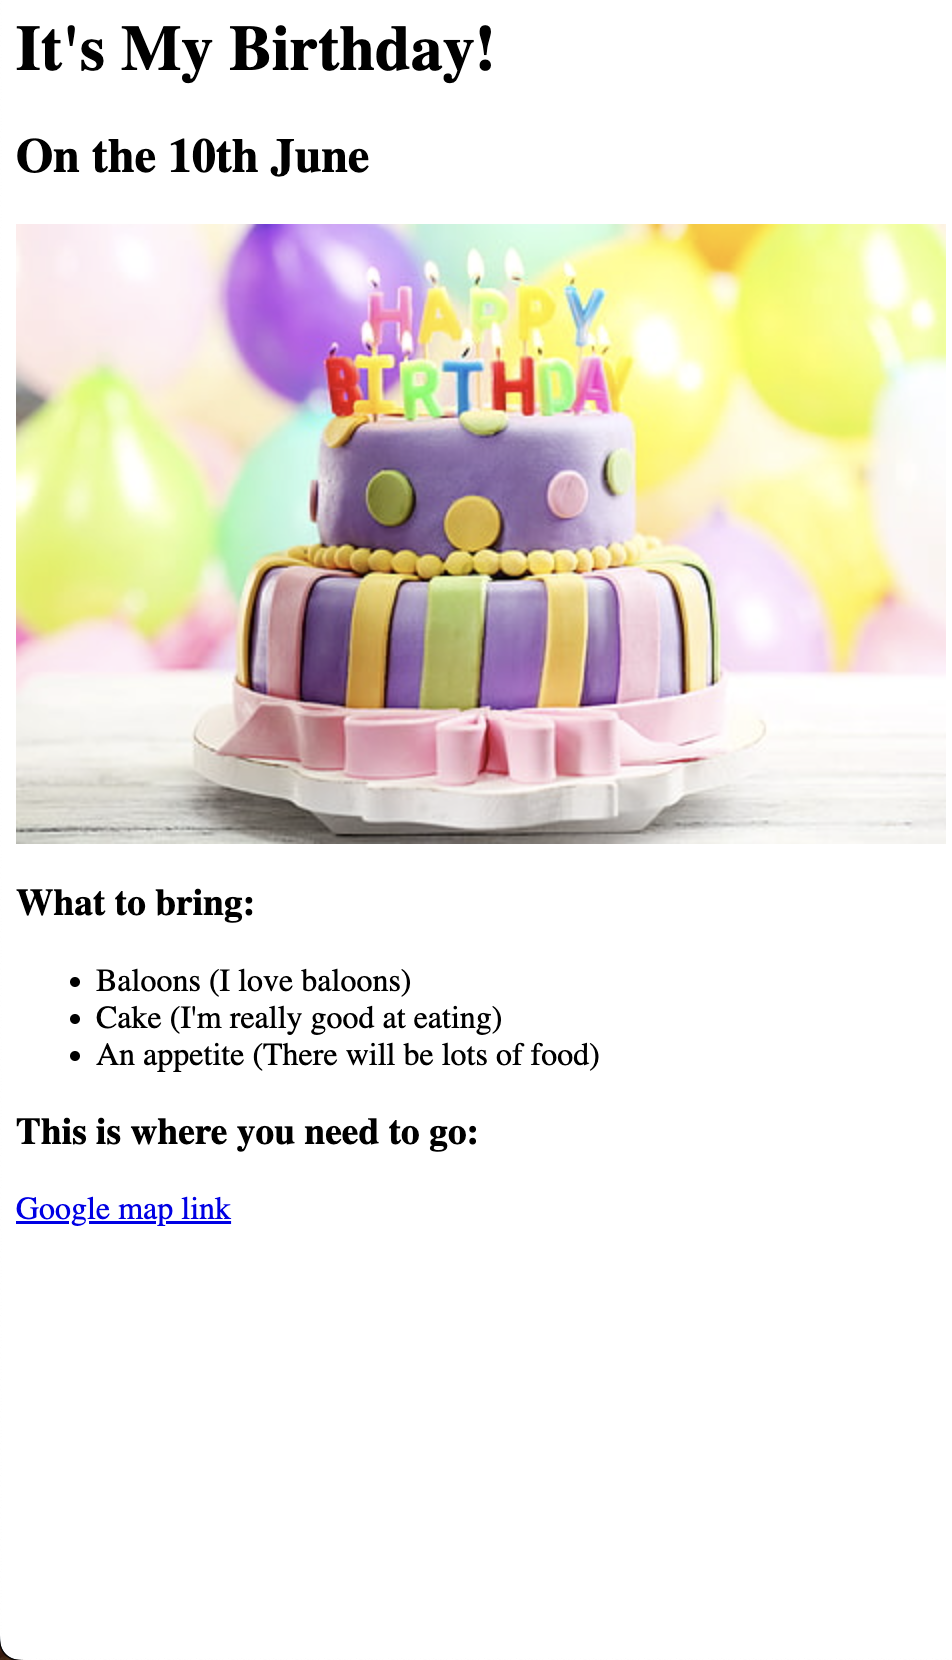 It's My Birthday!
On the 10th June
HAPPY
BIRTHDAY
What to bring:
Baloons (I love baloons)
Cake (I'm really good at eating)
An appetite (There will be lots of food)
This is where you need to go:
Google map link